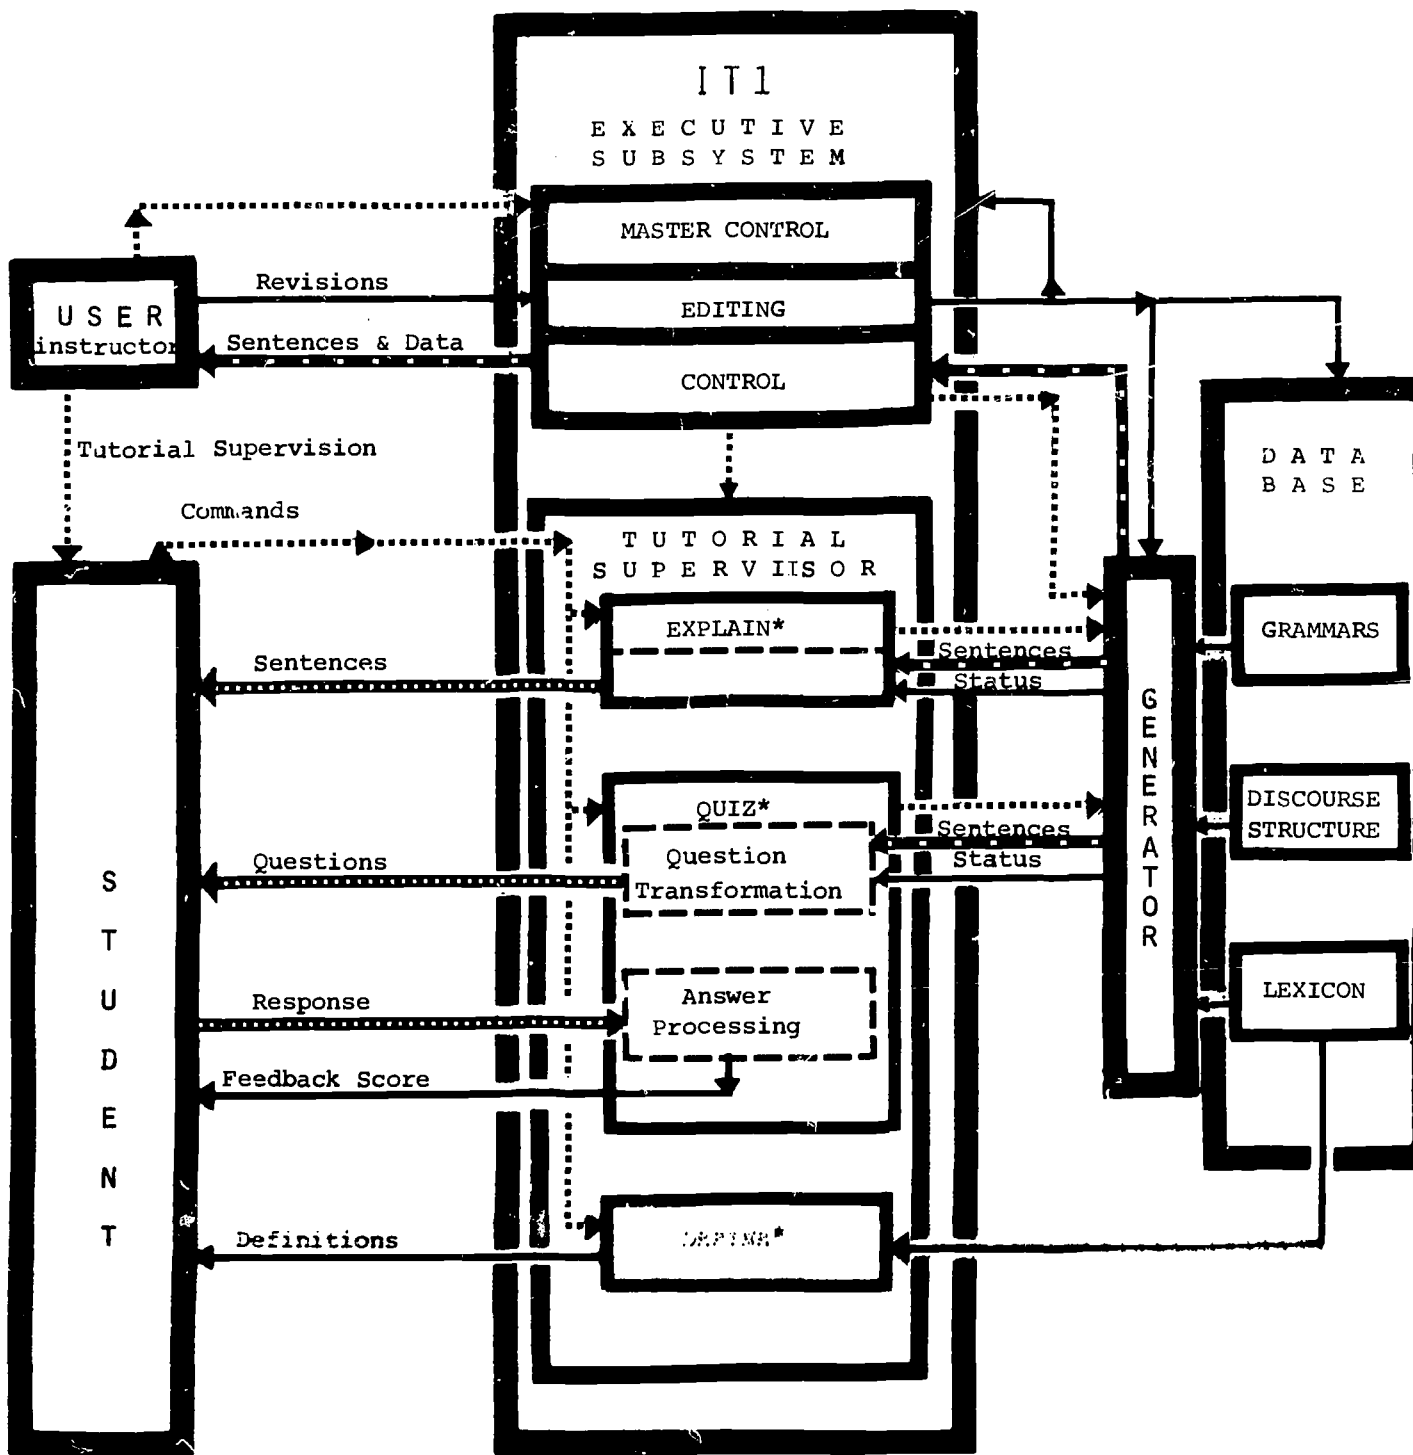 IT1
EXECUTIVE
SUBSYSTEM
MASTER CONTROL
EDITING
CONTROL
USER
instructor
Revisions
Sentences & Data
Tutorial Supervision
Commands
TUTORIAL
SUPERVISOR
EXPLAIN*
Sentences
Status
Sentences
QUIZ*
Question
Transformation
Sentences
Status
Questions
Answer
Processing
Response
Feedback Score
Definitions
STUDENT
GENERATOR
DATA
BASE
GRAMMARS
DISCOURSE
STRUCTURE
LEXICON